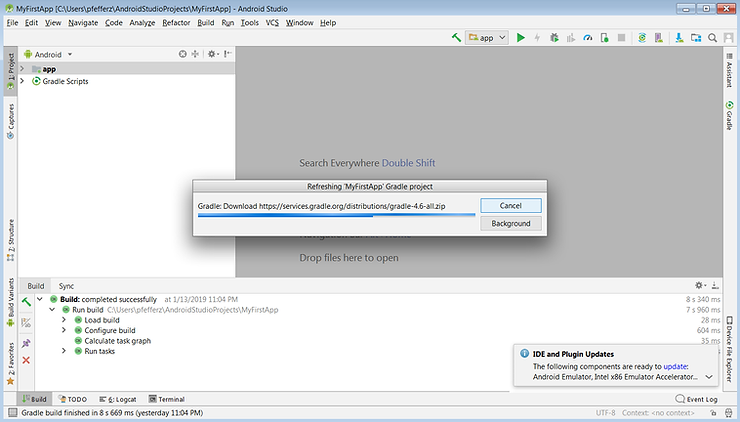 MyFirstApp [C:\Users\pfefferz\AndroidStudioProjects\MyFirstApp] - Android Studio
File Edit View Navigate Code Analyze Refactor Build Run Tools VCS Window Help
app
Android
app
Gradle Scripts
1: Project
Captures
Z: Structure
Build Variants
2: Favorites
Assistant
Gradle
Device File Explorer
Search Everywhere Double Shift
Refreshing 'MyFirstApp' Gradle project
Gradle: Download https://services.gradle.org/distributions/gradle-4.6-all.zip
Cancel
Background
Drop files here to open
Build Sync
Build: completed successfully at 1/13/2019 11:04 PM 8 s 340 ms
Run build C:\Users\pfefferz\AndroidStudioProjects\MyFirstApp 7 s 960 ms
Load build 28 ms
Configure build 604 ms
Calculate task graph 35 ms
Run tasks
IDE and Plugin Updates
The following components are ready to update:
Android Emulator, Intel x86 Emulator Accelerator...
Build TODO 6: Logcat Terminal Event Log
Gradle build finished in 8 s 669 ms (yesterday 11:04 PM) UTF-8 Context: <no context>